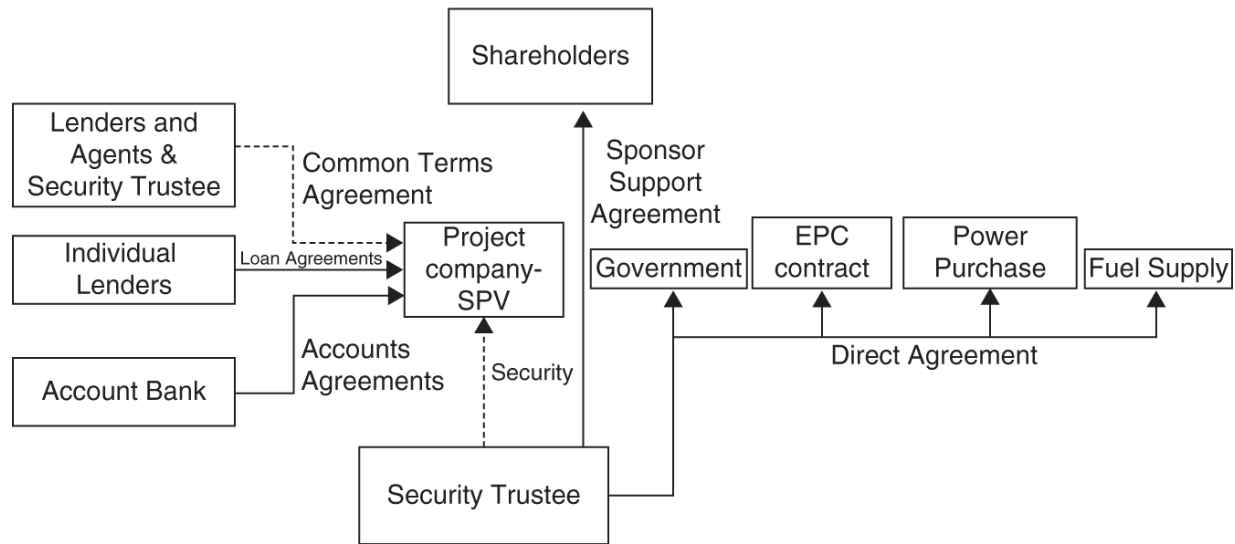 Shareholders
Lenders and
Agents &
Security Trustee
Common Terms
Agreement
Sponsor
Support
Agreement
Individual
Lenders
Loan Agreements
Project
company-
SPV
Government
EPC
contract
Power
Purchase
Fuel Supply
Direct Agreement
Account Bank
Accounts
Agreements
Security
Security Trustee